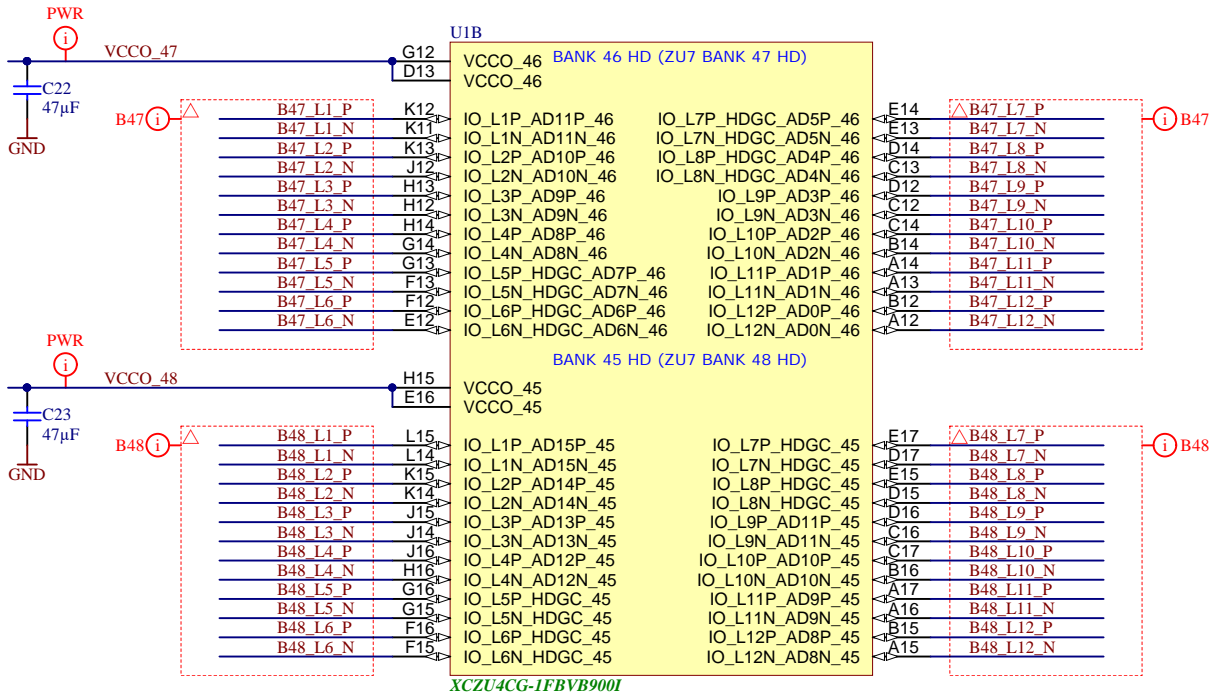 PWR
U1B
VCCO_47 G12 VCCO_46 BANK 46 HD (ZU7 BANK 47 HD)
D13 VCCO_46
C22
47µF
GND
B47 B47_L1_P K12 IO_L1P_AD11P_46 IO_L7P_HDGC_AD5P_46 E14 B47_L7_P B47
B47_L1_N K11 IO_L1N_AD11N_46 IO_L7N_HDGC_AD5N_46 E13 B47_L7_N
B47_L2_P K13 IO_L2P_AD10P_46 IO_L8P_HDGC_AD4P_46 D14 B47_L8_P
B47_L2_N J12 IO_L2N_AD10N_46 IO_L8N_HDGC_AD4N_46 C13 B47_L8_N
B47_L3_P H13 IO_L3P_AD9P_46 IO_L9P_AD3P_46 D12 B47_L9_P
B47_L3_N H12 IO_L3N_AD9N_46 IO_L9N_AD3N_46 C12 B47_L9_N
B47_L4_P H14 IO_L4P_AD8P_46 IO_L10P_AD2P_46 C14 B47_L10_P
B47_L4_N G14 IO_L4N_AD8N_46 IO_L10N_AD2N_46 B14 B47_L10_N
B47_L5_P G13 IO_L5P_HDGC_AD7P_46 IO_L11P_AD1P_46 A14 B47_L11_P
B47_L5_N F13 IO_L5N_HDGC_AD7N_46 IO_L11N_AD1N_46 A13 B47_L11_N
B47_L6_P F12 IO_L6P_HDGC_AD6P_46 IO_L12P_AD0P_46 B12 B47_L12_P
B47_L6_N E12 IO_L6N_HDGC_AD6N_46 IO_L12N_AD0N_46 A12 B47_L12_N
PWR
BANK 45 HD (ZU7 BANK 48 HD)
VCCO_48 H15 VCCO_45
E16 VCCO_45
C23
47µF
GND
B48 B48_L1_P L15 IO_L1P_AD15P_45 IO_L7P_HDGC_45 E17 B48_L7_P B48
B48_L1_N L14 IO_L1N_AD15N_45 IO_L7N_HDGC_45 D17 B48_L7_N
B48_L2_P K15 IO_L2P_AD14P_45 IO_L8P_HDGC_45 E15 B48_L8_P
B48_L2_N K14 IO_L2N_AD14N_45 IO_L8N_HDGC_45 D15 B48_L8_N
B48_L3_P J15 IO_L3P_AD13P_45 IO_L9P_AD11P_45 D16 B48_L9_P
B48_L3_N J14 IO_L3N_AD13N_45 IO_L9N_AD11N_45 C16 B48_L9_N
B48_L4_P J16 IO_L4P_AD12P_45 IO_L10P_AD10P_45 C17 B48_L10_P
B48_L4_N H16 IO_L4N_AD12N_45 IO_L10N_AD10N_45 B16 B48_L10_N
B48_L5_P G16 IO_L5P_HDGC_45 IO_L11P_AD9P_45 A17 B48_L11_P
B48_L5_N G15 IO_L5N_HDGC_45 IO_L11N_AD9N_45 A16 B48_L11_N
B48_L6_P F16 IO_L6P_HDGC_45 IO_L12P_AD8P_45 B15 B48_L12_P
B48_L6_N F15 IO_L6N_HDGC_45 IO_L12N_AD8N_45 A15 B48_L12_N
XCZU4CG-1FBVB900I